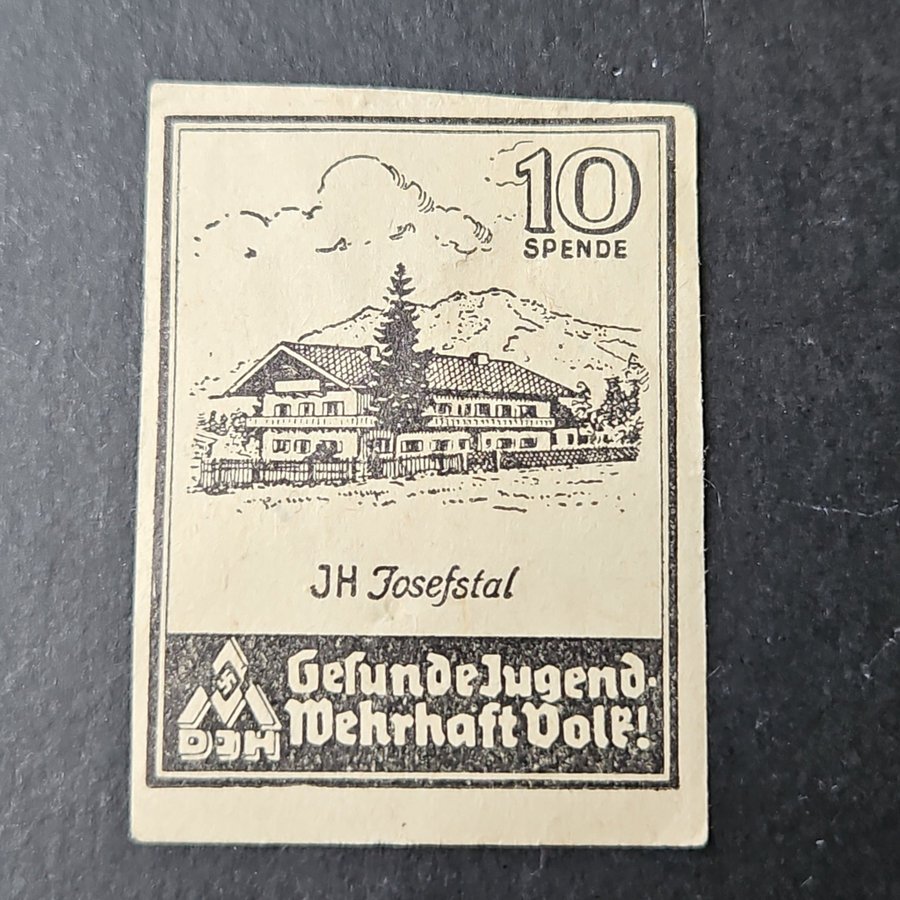 10
SPENDE
JH Josefstal
Gesunde Jugend-
Wehrhaft Volk!
DJH